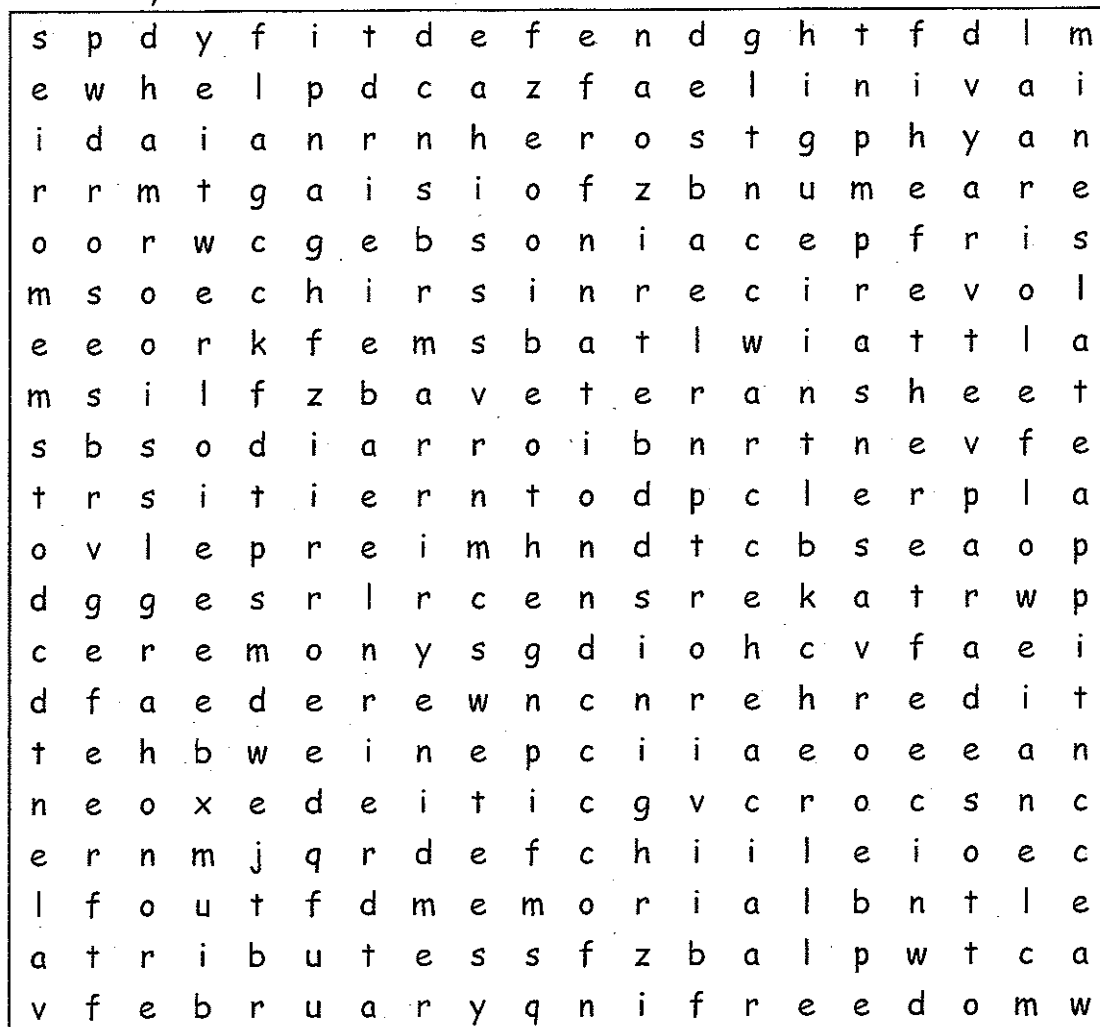 s p d y f i t d e f e n d g h t f d l m
e w h e l p d c a z f a e l i n i v a i
i d a i a n r n h e r o s t g p h y a n
r r m t g a i s i o f z b n u m e a r e
o o r w c g e b s o n i a c e p f r i s
m s o e c h i r s i n r e c i r e v o l
e e o r k f e m s b a t l w i a t t l a
m s i l f z b a v e t e r a n s h e e t
s b s o d i a r r o i b n r t n e v f e
t r s i t i e r n t o d p c l e r p l a
o v l e p r e i m h n d t c b s e a o p
d g g e s r l r c e n s r e k a t r w p
c e r e m o n y s g d i o h c v f a e i
d f a e d e r e w n c n r e h r e d i t
t e h b w e i n e p c i i a e o e e a n
n e o x e d e i t i c g v c r o c s n c
e r n m j q r d e f c h i i l e i o e c
l f o u t f d m e m o r i a l b n t l e
a t r i b u t e s s f z b a l p w t c a
v f e b r u a r y q n i f r e e d o m w